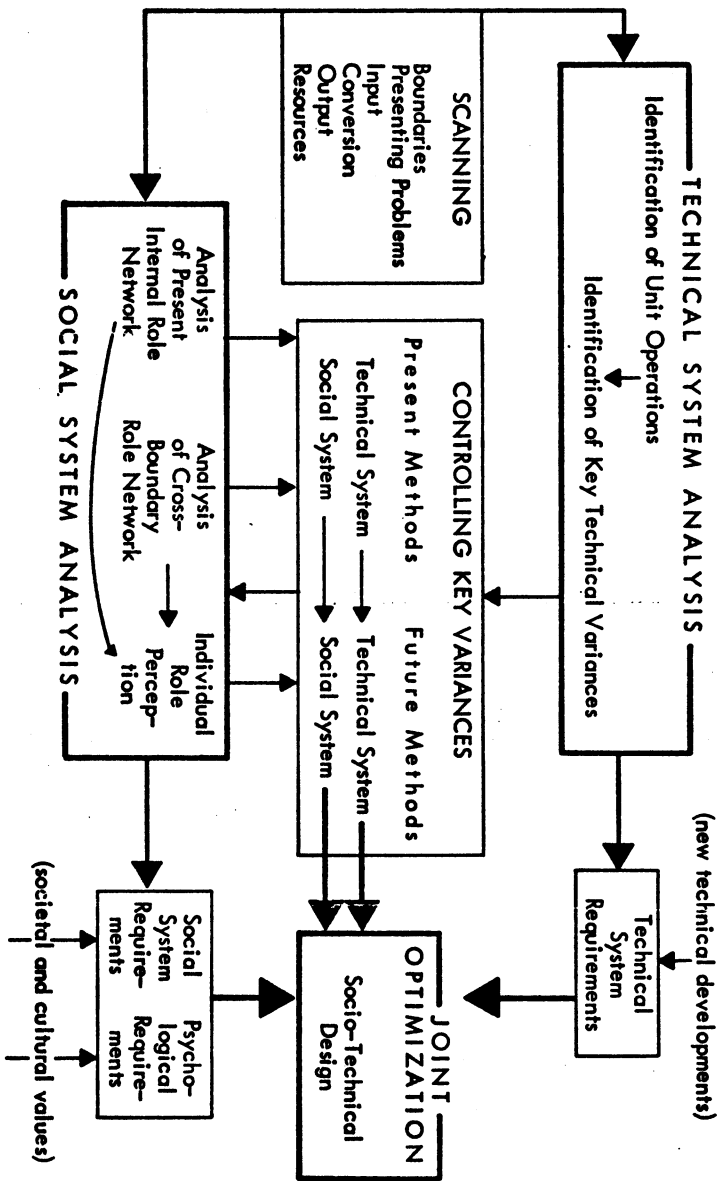 TECHNICAL SYSTEM ANALYSIS
Identification of Unit Operations
Identification of Key Technical Variances
(new technical developments)
Technical
System
Requirements
SCANNING
Boundaries
Presenting Problems
Input
Conversion
Output
Resources
CONTROLLING KEY VARIANCES
Present Methods
Future Methods
Technical System
Technical System
Social System
Social System
JOINT
OPTIMIZATION
Socio-Technical
Design
Analysis
of Present
Internal Role
Network
Analysis
of Cross-
Boundary
Role Network
Individual
Role
Percep-
tion
SOCIAL SYSTEM ANALYSIS
Social
System
Require-
ments
Psycho-
logical
Require-
ments
(societal and cultural values)